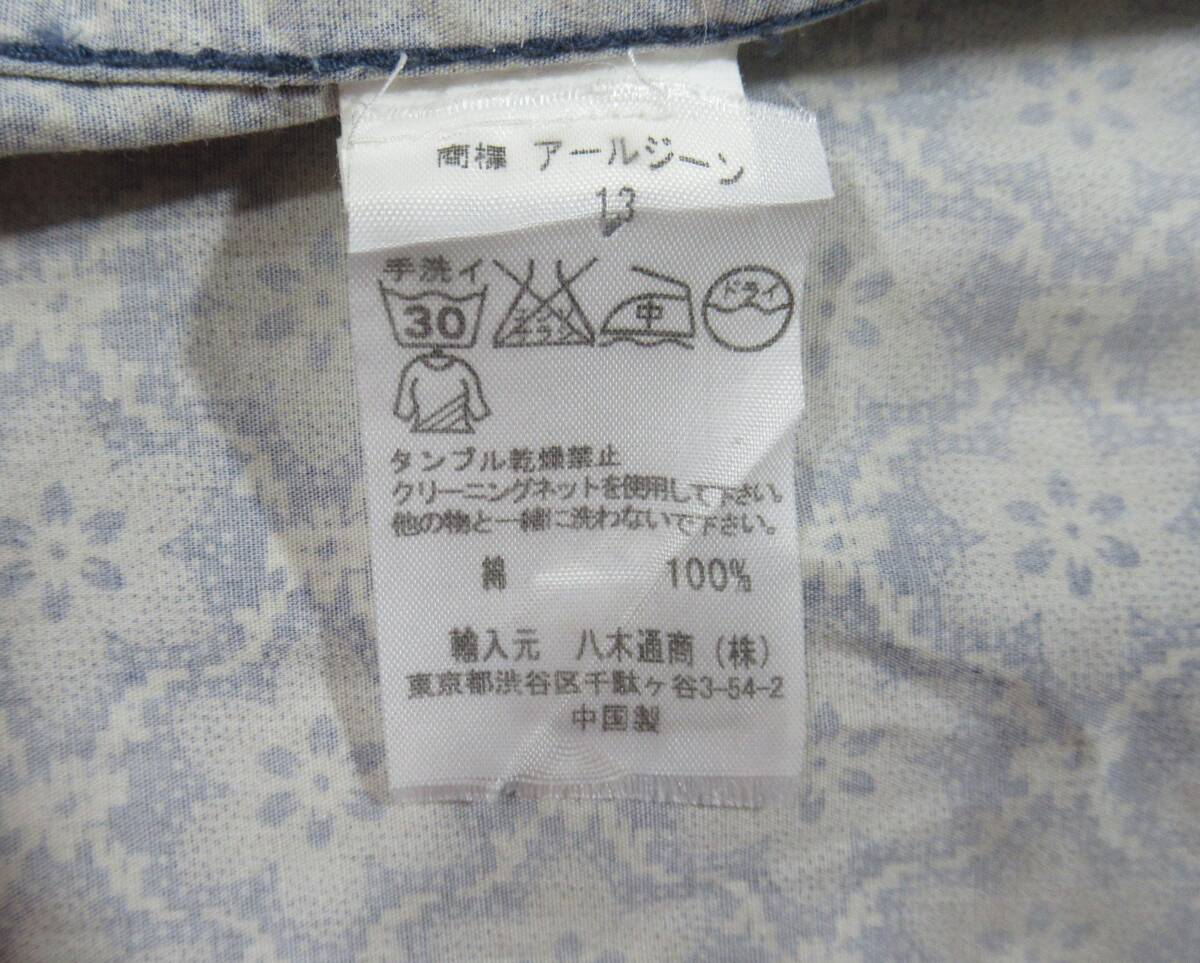 商標 アールジーン
13
手洗イ
30 エンソサラシ 中 ドライ
タンブル乾燥禁止
クリーニングネットを使用して下さい。
他の物と一緒に洗わないで下さい。
綿 100%
輸入元 八木通商(株)
東京都渋谷区千駄ヶ谷3-54-2
中国製